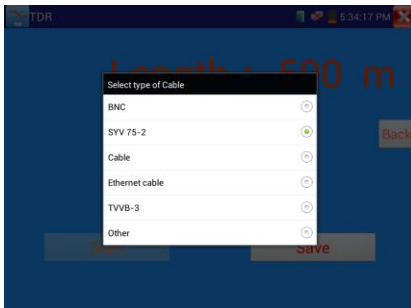 TDR 5:34:17 PM
Length : 500 m
Select type of Cable
BNC
SYV 75-2
Back
Cable
Ethernet cable
TVVB-3
Other
Save